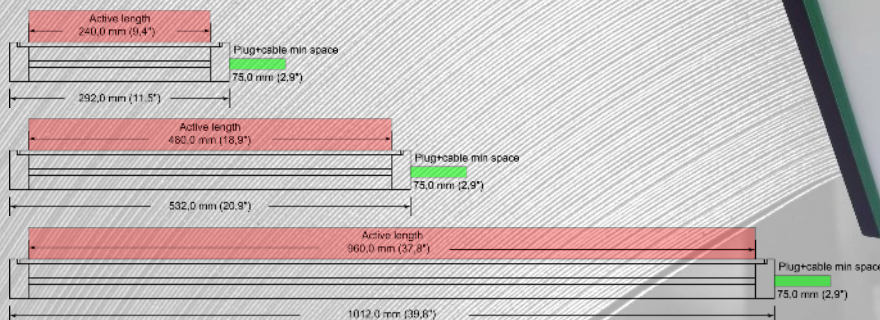 Active length
240,0 mm (9,4")
Plug+cable min space
75,0 mm (2,9")
292,0 mm (11,5")
Active length
480,0 mm (18,9")
Plug+cable min space
75,0 mm (2,9")
532,0 mm (20,9")
Active length
960,0 mm (37,8")
Plug+cable min space
75,0 mm (2,9")
1012,0 mm (39,8")